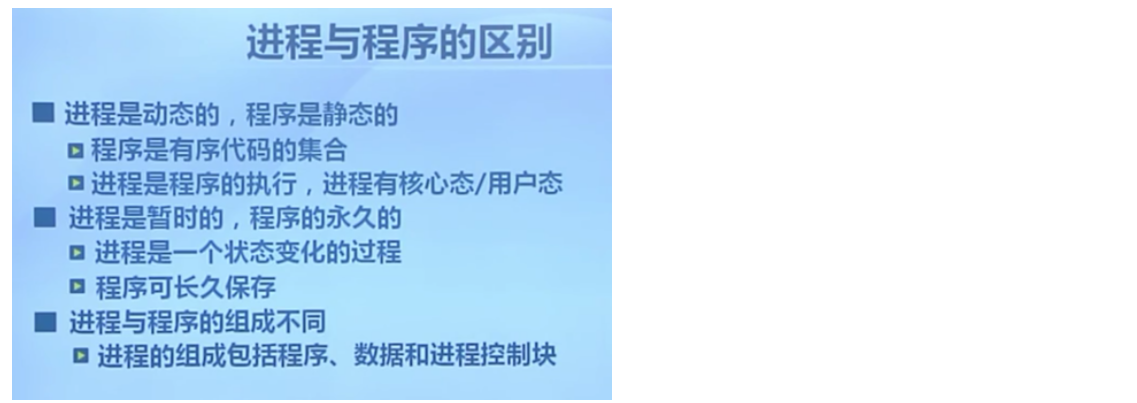 进程与程序的区别
进程是动态的，程序是静态的
程序是有序代码的集合
进程是程序的执行，进程有核心态/用户态
进程是暂时的，程序的永久的
进程是一个状态变化的过程
程序可长久保存
进程与程序的组成不同
进程的组成包括程序、数据和进程控制块